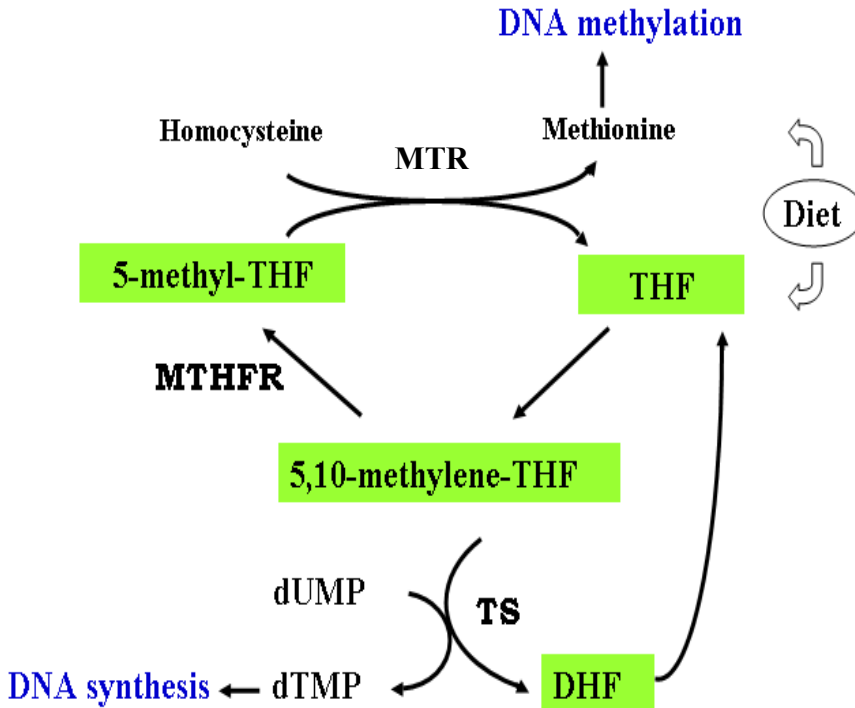 DNA methylation
Homocysteine
Methionine
MTR
Diet
5-methyl-THF
THF
MTHFR
5,10-methylene-THF
dUMP
TS
DNA synthesis
dTMP
DHF